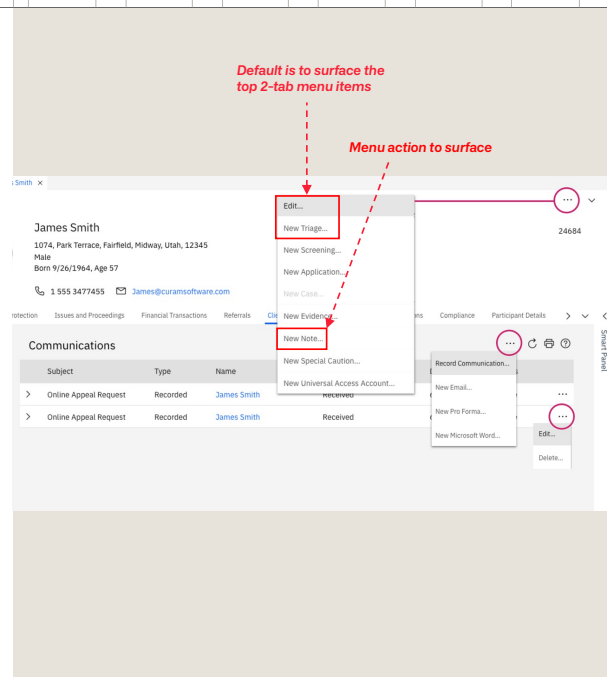 Default is to surface the
top 2-tab menu items
Menu action to surface
Smith ×
Edit...
New Triage...
New Screening...
New Application...
New Case...
New Evidence...
New Note...
New Special Caution...
New Universal Access Account...
James Smith
24684
1074, Park Terrace, Fairfield, Midway, Utah, 12345
Male
Born 9/26/1964, Age 57
1 555 3477455 James@curamsoftware.com
Issues and Proceedings Financial Transactions Referrals Compliance Participant Details
Smart Panel
Communications
Subject Type Name
Online Appeal Request Recorded James Smith Received
Online Appeal Request Recorded James Smith Received
Record Communication...
New Email...
New Pro Forma...
New Microsoft Word...
Edit...
Delete...